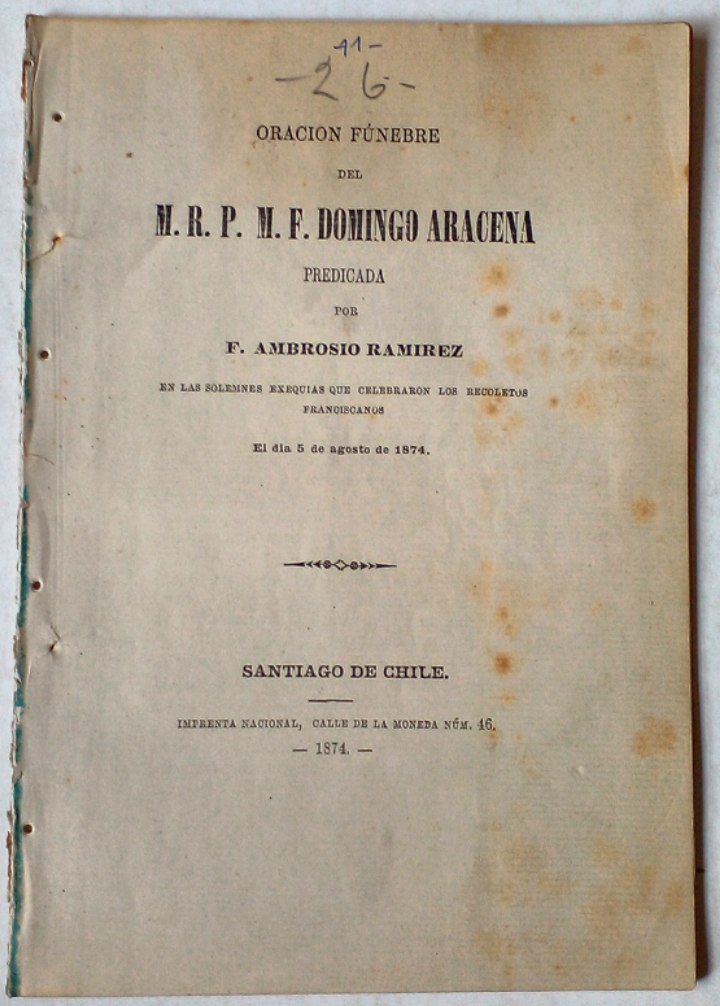 11-
- 26 -
ORACION FÚNEBRE
DEL
M. R. P. M. F. DOMINGO ARACENA
PREDICADA
POR
F. AMBROSIO RAMIREZ
EN LAS SOLEMNES EXEQUIAS QUE CELEBRARON LOS RECOLETOS
FRANCISCANOS
El dia 5 de agosto de 1874.
SANTIAGO DE CHILE.
IMPRENTA NACIONAL, CALLE DE LA MONEDA NÚM. 46.
— 1874. —